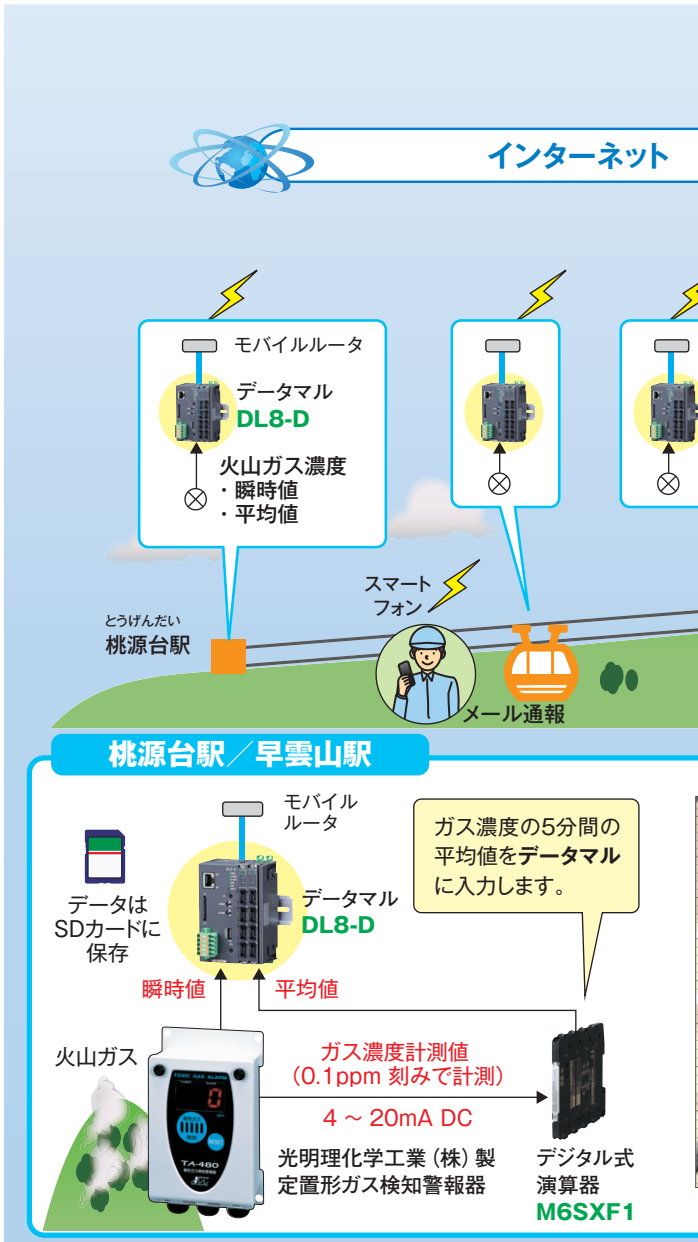 インターネット
モバイルルータ
データマル
DL8-D
火山ガス濃度
・瞬時値
・平均値
スマート
フォン
とうげんだい
桃源台駅
メール通報
桃源台駅／早雲山駅
モバイル
ルータ
データは
SDカードに
保存
データマル
DL8-D
ガス濃度の5分間の
平均値をデータマル
に入力します。
瞬時値
平均値
火山ガス
TOXIC GAS ALARM
0
RESET
TA-480
ガス濃度計測値
（0.1ppm 刻みで計測）
4 ～ 20mA DC
光明理化学工業（株）製
定置形ガス検知警報器
デジタル式
演算器
M6SXF1